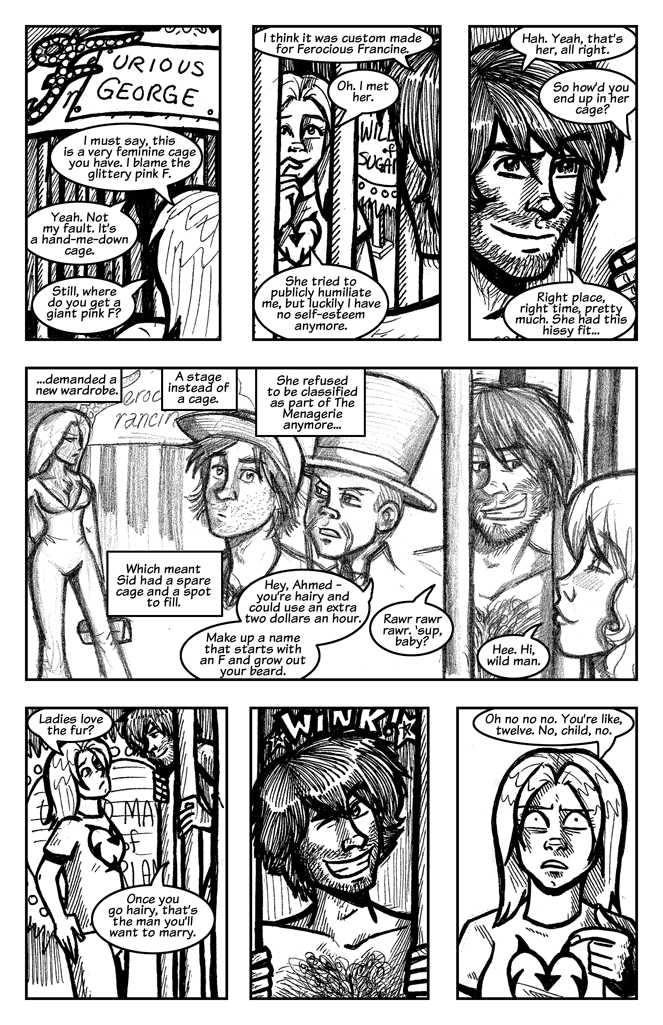 FURIOUS
GEORGE
I must say, this
is a very feminine cage
you have. I blame the
glittery pink F.
Yeah. Not
my fault. It's
a hand-me-down
cage.
Still, where
do you get a
giant pink F?
I think it was custom made
for Ferocious Francine.
Oh. I met
her.
WILL
of
SUGAR
She tried to
publicly humiliate
me, but luckily I have
no self-esteem
anymore.
Hah. Yeah, that's
her, all right.
So how'd you
end up in her
cage?
Right place,
right time, pretty
much. She had this
hissy fit...
...demanded a
new wardrobe.
A stage
instead of
a cage.
She refused
to be classified
as part of The
Menagerie
anymore...
eroc
rancin
Which meant
Sid had a spare
cage and a spot
to fill.
Hey, Ahmed -
you're hairy and
could use an extra
two dollars an hour.
Make up a name
that starts with
an F and grow out
your beard.
Rawr rawr
rawr. 'sup,
baby?
Hee. Hi,
wild man.
Ladies love
the fur?
MA
of
Once you
go hairy, that's
the man you'll
want to marry.
WINK!
Oh no no no. You're like,
twelve. No, child, no.